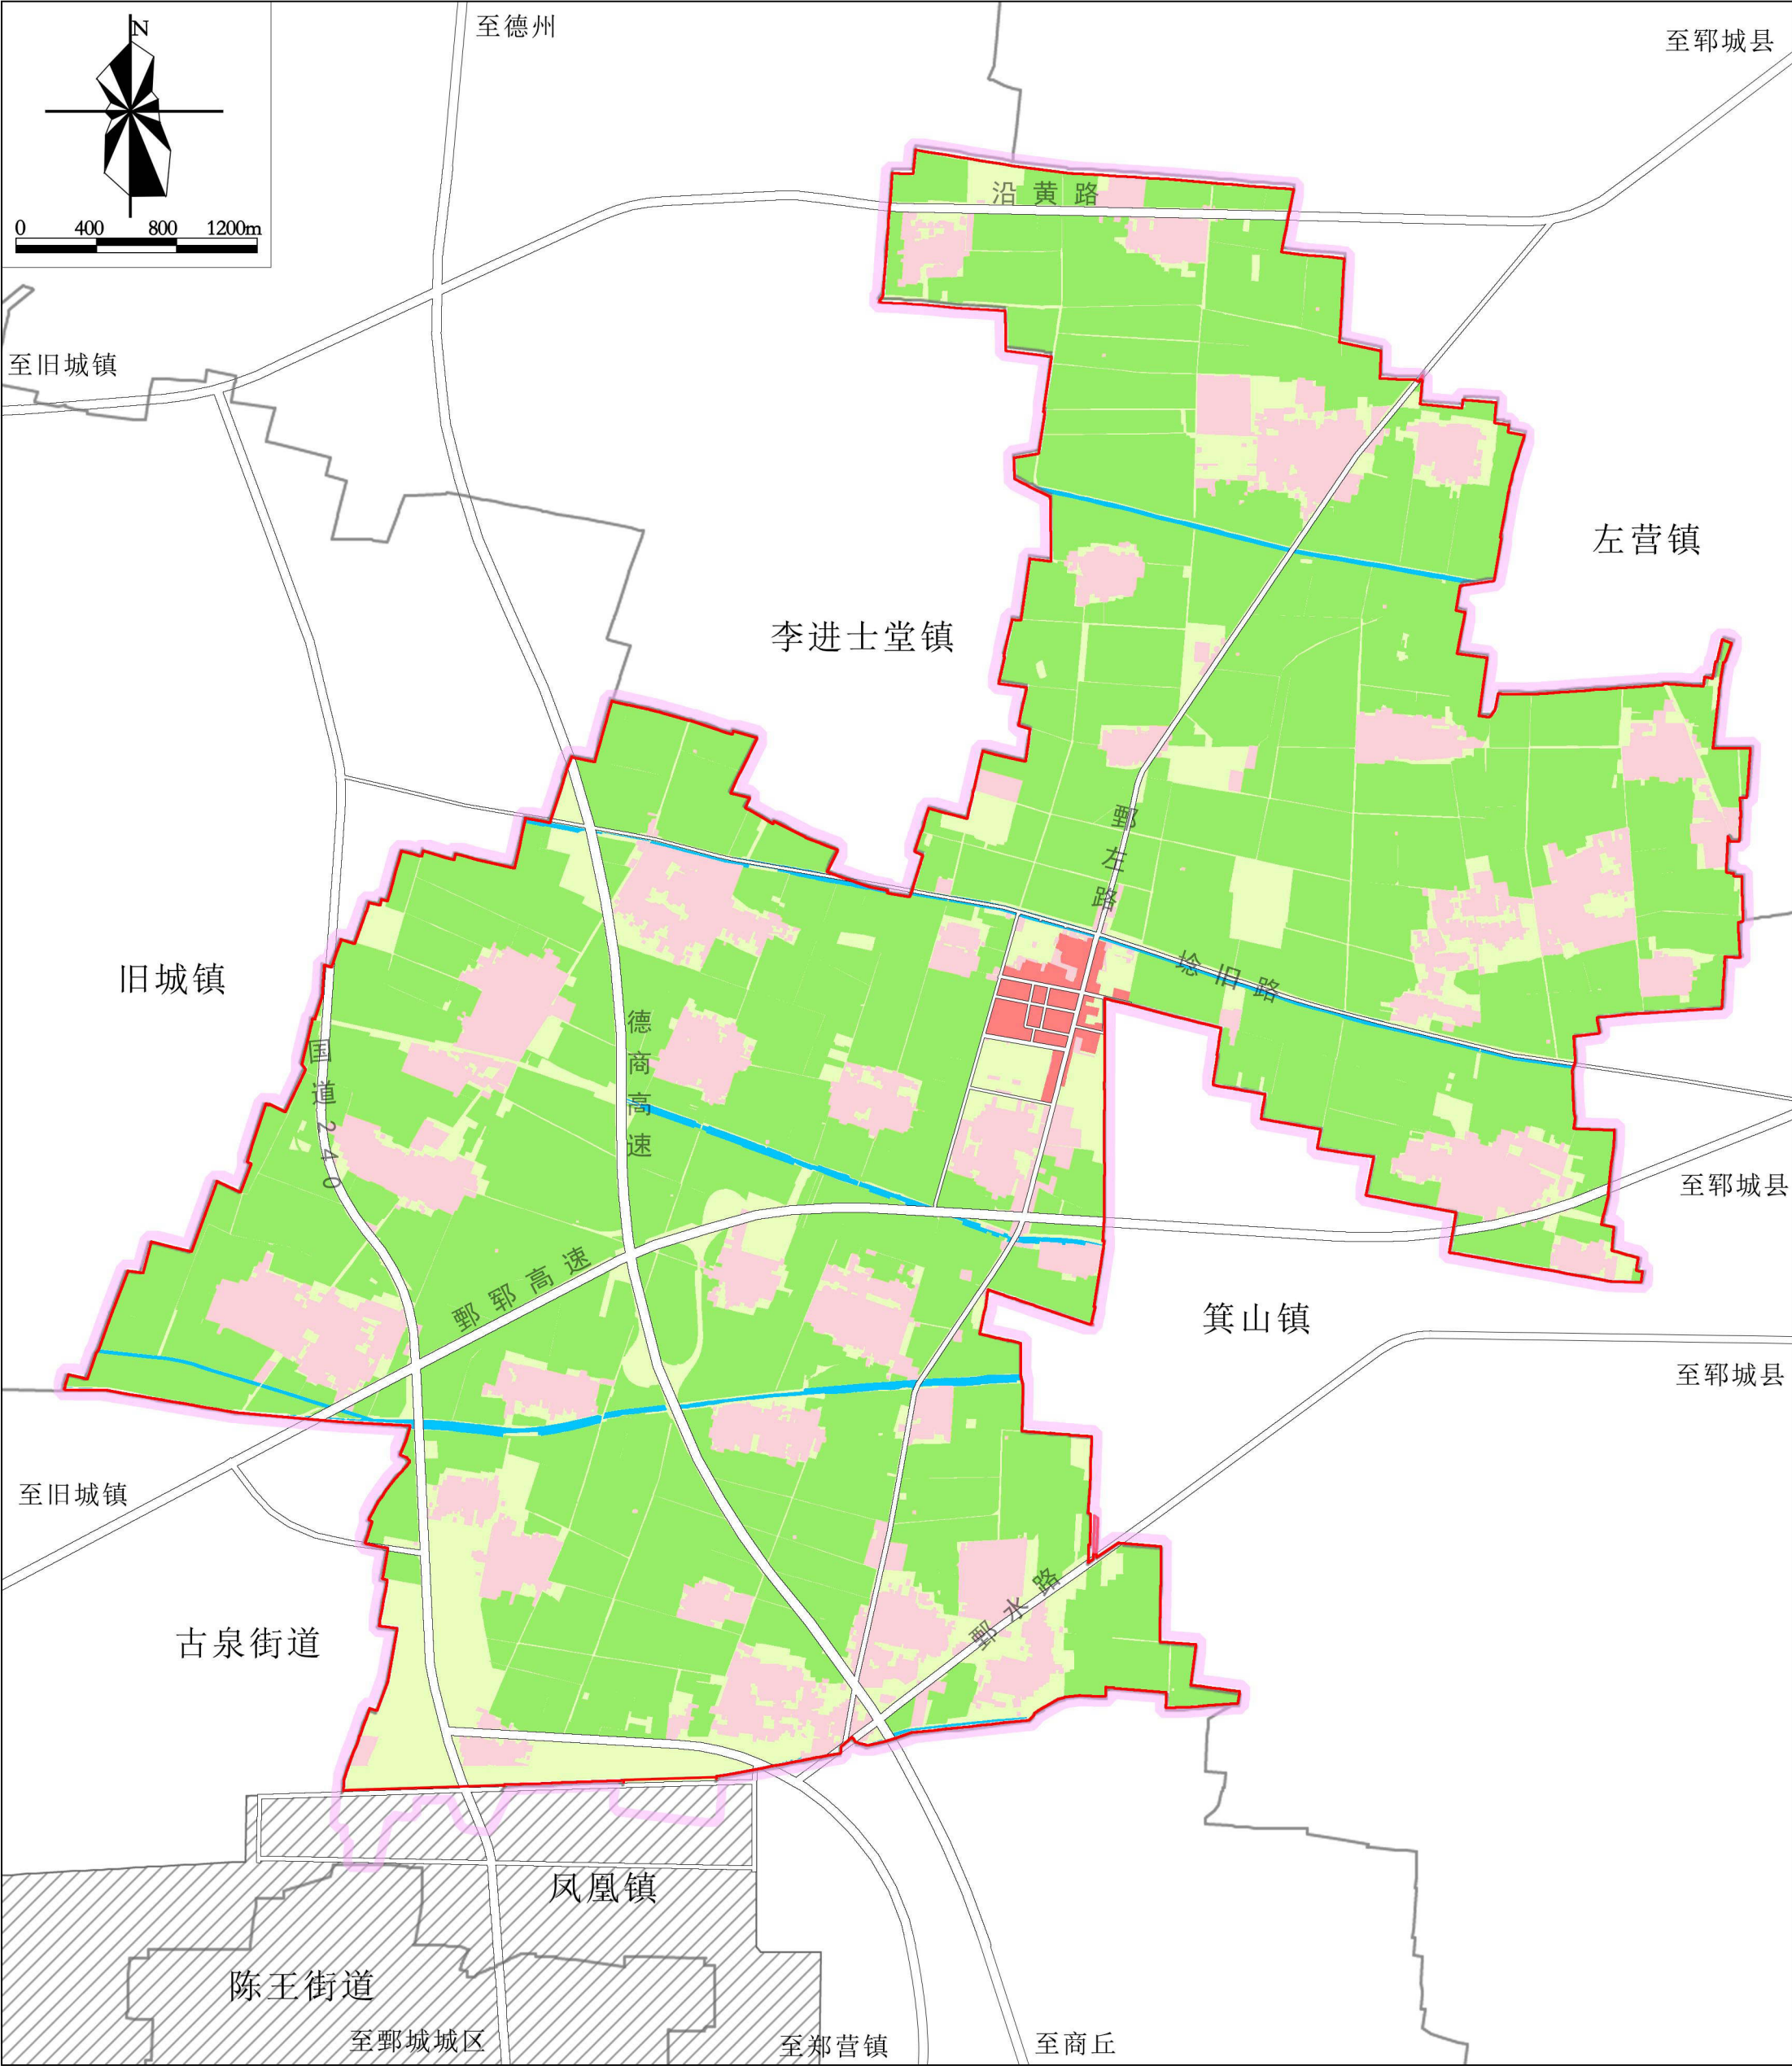 N
至德州
至郓城县
沿黄路
0 400 800 1200m
至旧城镇
左营镇
李进士堂镇
鄄左路
旧城镇
埝旧路
国道240
德商高速
至郓城县
鄄郓高速
箕山镇
至郓城县
至旧城镇
鄄水路
古泉街道
凤凰镇
陈王街道
至鄄城城区
至郑营镇
至商丘